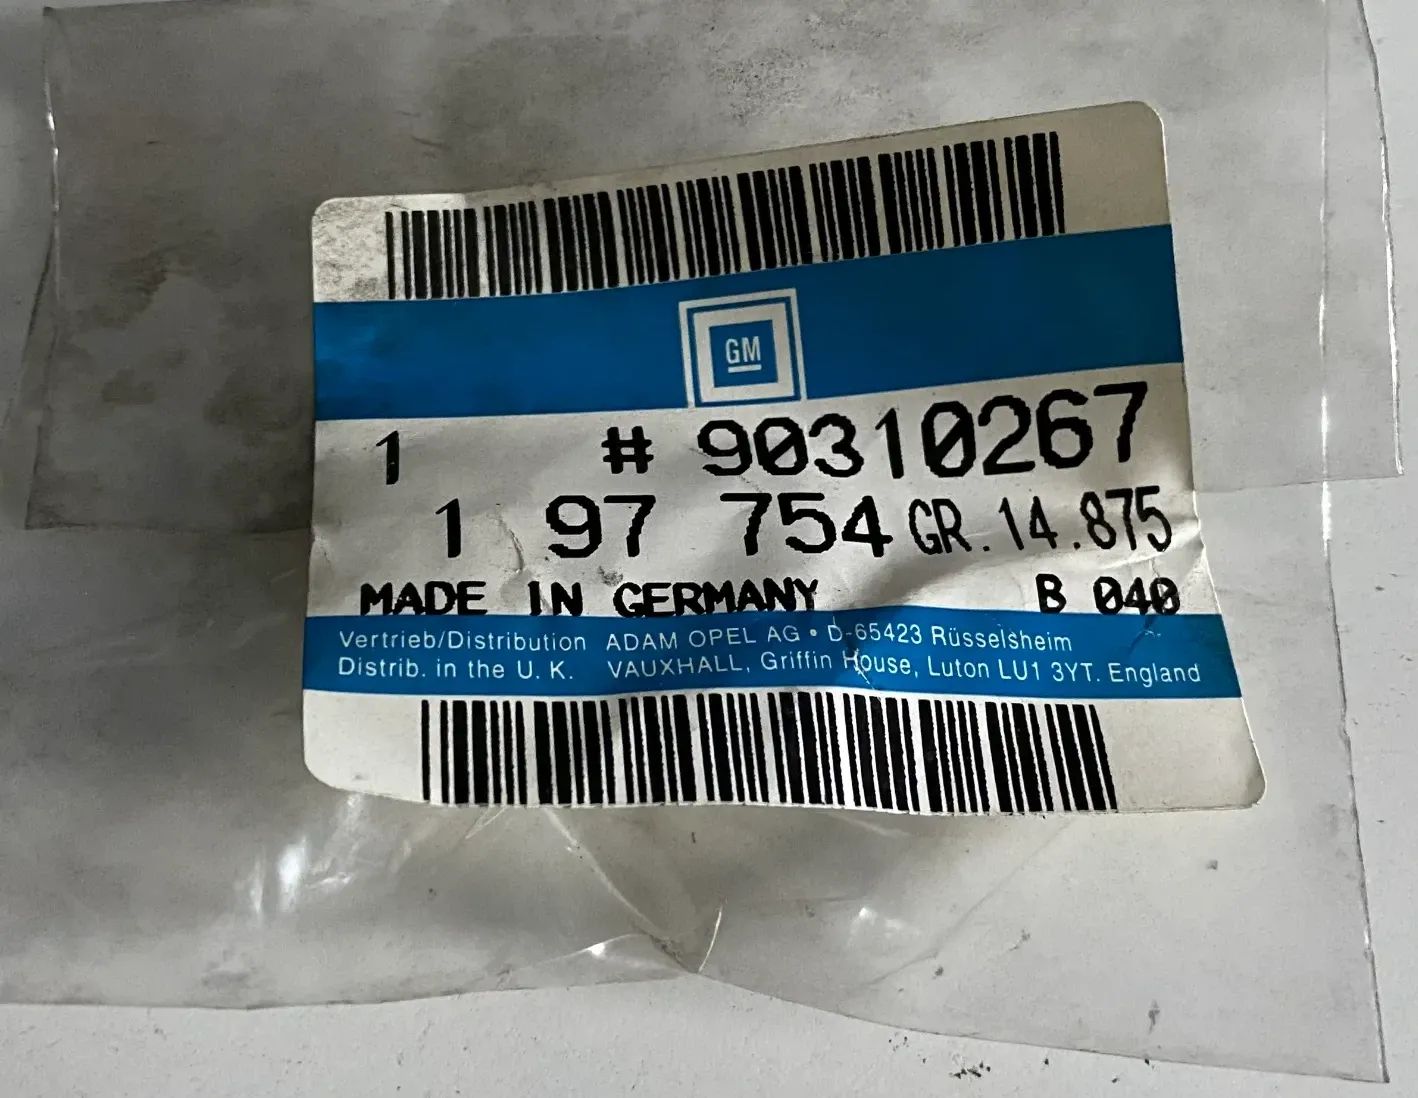 GM
1 # 90310267
1 97 754 GR.14.875
MADE IN GERMANY B 040
Vertrieb/Distribution ADAM OPEL AG • D-65423 Rüsselsheim
Distrib. in the U. K. VAUXHALL, Griffin House, Luton LU1 3YT. England